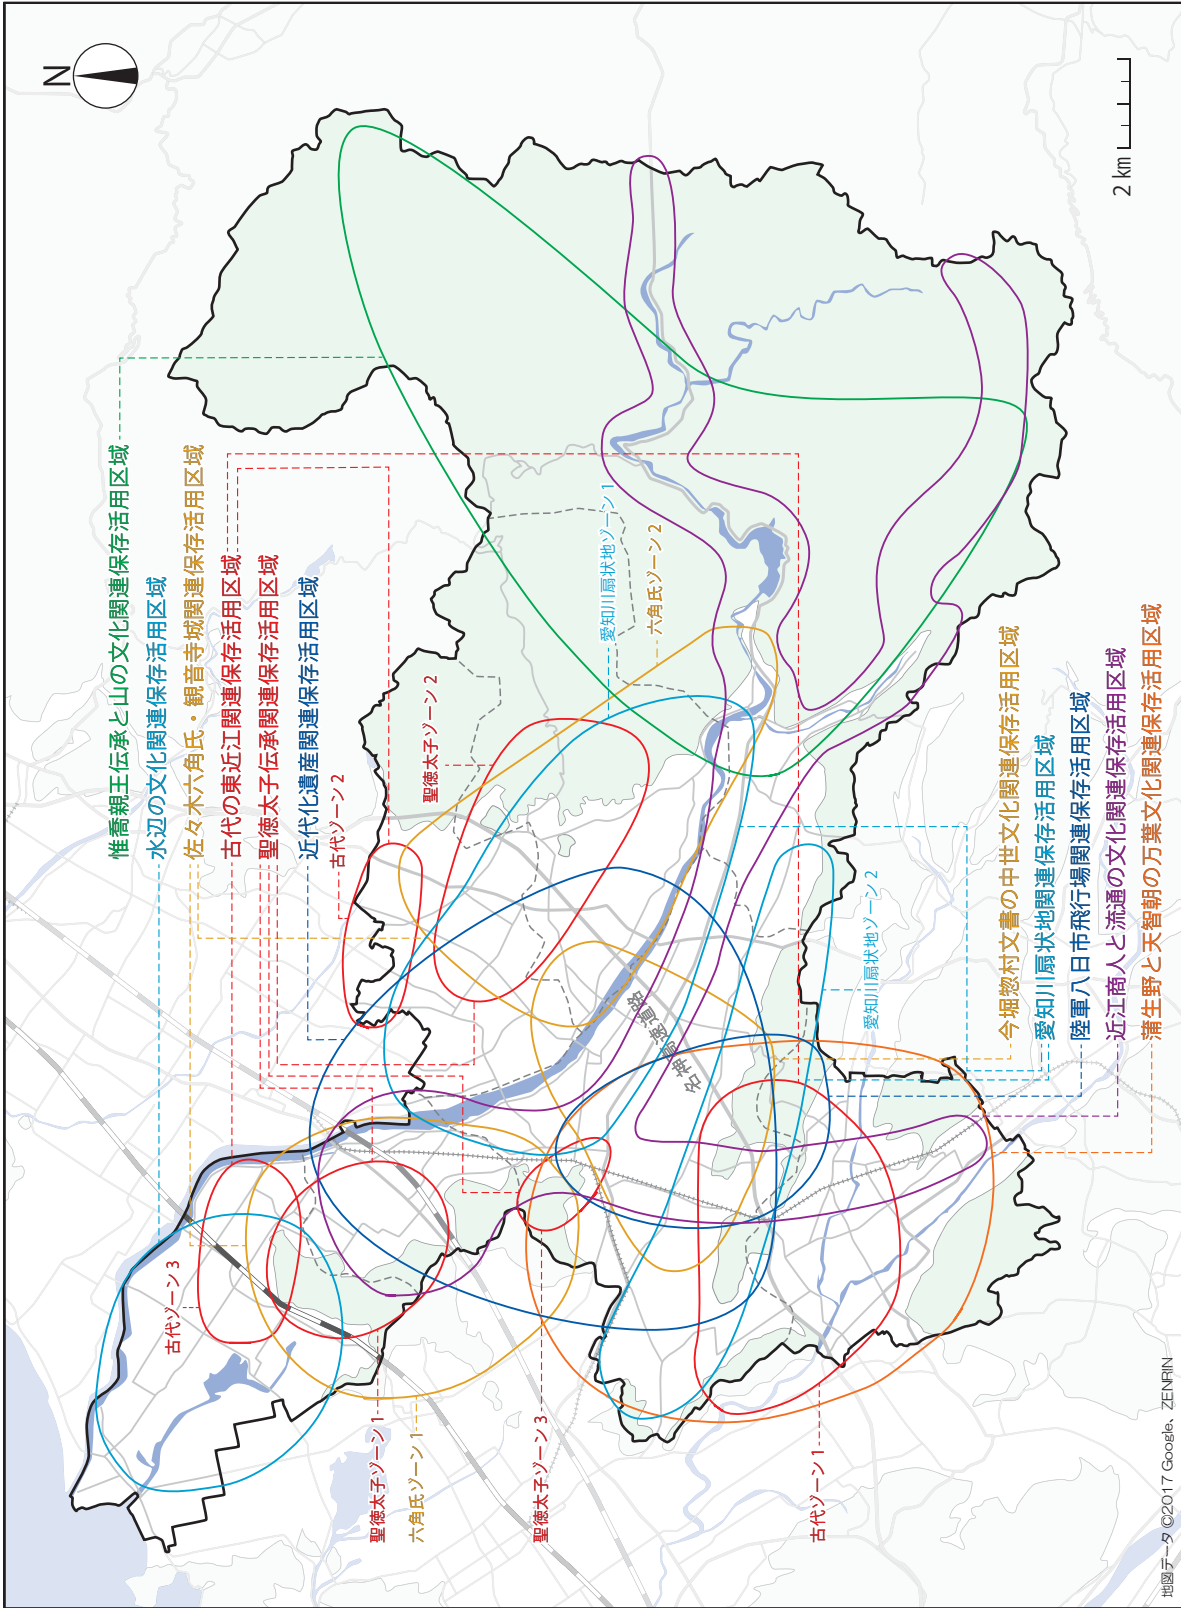 N
2 km
惟喬親王伝承と山の文化関連保存活用区域
水辺の文化関連保存活用区域
佐々木六角氏・観音寺城関連保存活用区域
古代の東近江関連保存活用区域
聖徳太子伝承関連保存活用区域
近代化遺産関連保存活用区域
古代ゾーン2
聖徳太子ゾーン2
愛知川扇状地ゾーン1
六角氏ゾーン2
古代ゾーン3
聖徳太子ゾーン1
六角氏ゾーン1
聖徳太子ゾーン3
古代ゾーン1
名神高速道路
愛知川扇状地ゾーン2
今堀惣村文書の中世文化関連保存活用区域
愛知川扇状地関連保存活用区域
陸軍八日市飛行場関連保存活用区域
近江商人と流通の文化関連保存活用区域
蒲生野と天智朝の万葉文化関連保存活用区域
地図データ ©2017 Google、ZENRIN